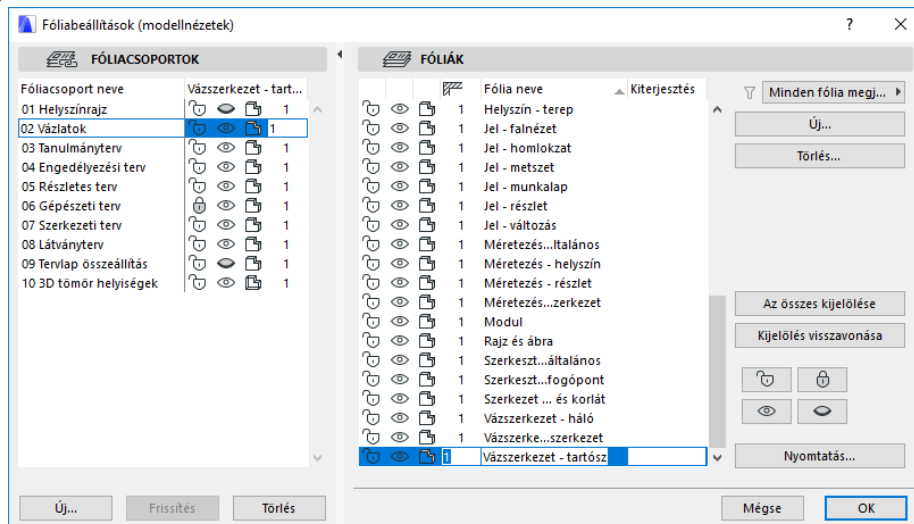 Fóliabeállítások (modellnézetek)
?
FÓLIACSOPORTOK
Fóliacsoport neve Vázszerkezet - tart...
01 Helyszínrajz 1
02 Vázlatok 1
03 Tanulmányterv 1
04 Engedélyezési terv 1
05 Részletes terv 1
06 Gépészeti terv 1
07 Szerkezeti terv 1
08 Látványterv 1
09 Tervlap összeállítás 1
10 3D tömör helyiségek 1
Új... Frissítés Törlés
FÓLIÁK
Fólia neve Kiterjesztés
1 Helyszín - terep
1 Jel - falnézet
1 Jel - homlokzat
1 Jel - metszet
1 Jel - munkalap
1 Jel - részlet
1 Jel - változás
1 Méretezés...ltalános
1 Méretezés - helyszín
1 Méretezés - részlet
1 Méretezés...zerkezet
1 Modul
1 Rajz és ábra
1 Szerkeszt...általános
1 Szerkeszt...fogópont
1 Szerkezet ... és korlát
1 Vázszerkezet - háló
1 Vázszerke...szerkezet
1 Vázszerkezet - tartósz
Minden fólia megj...
Új...
Törlés...
Az összes kijelölése
Kijelölés visszavonása
Nyomtatás...
Mégse OK